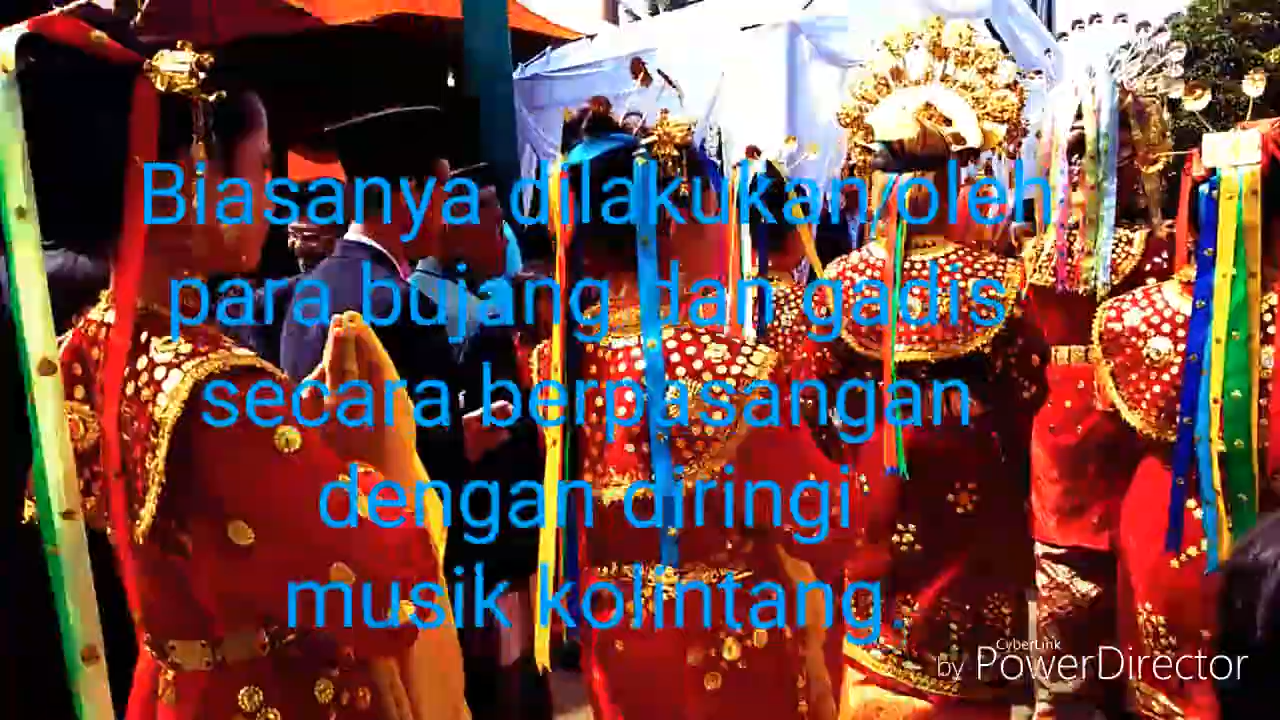 Biasanya dilakukan/oleh
para bujang dan gadis
secara berpasangan
dengan diringi
musik kolintang.
CyberLink
by PowerDirector